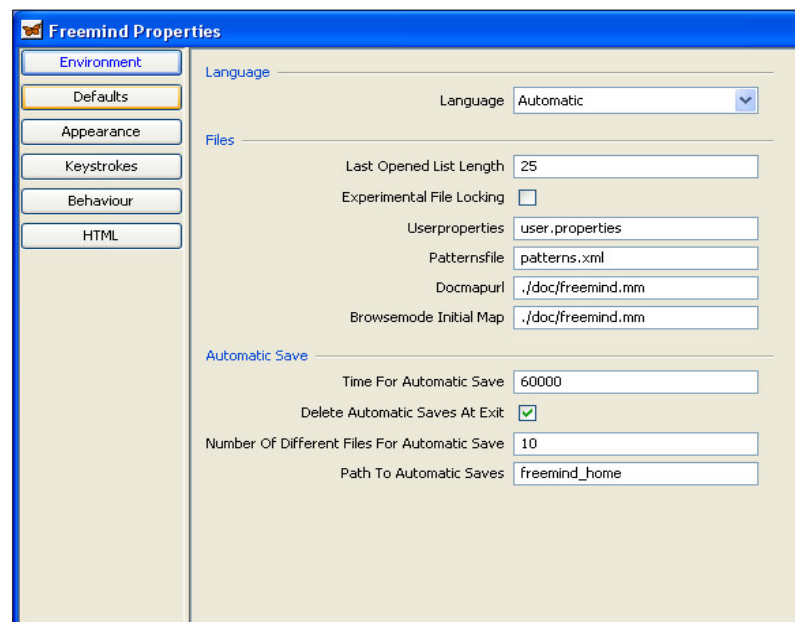 Freemind Properties
Environment
Defaults
Appearance
Keystrokes
Behaviour
HTML
Language
Language Automatic
Files
Last Opened List Length 25
Experimental File Locking
Userproperties user.properties
Patternsfile patterns.xml
Docmapurl ./doc/freemind.mm
Browsemode Initial Map ./doc/freemind.mm
Automatic Save
Time For Automatic Save 60000
Delete Automatic Saves At Exit
Number Of Different Files For Automatic Save 10
Path To Automatic Saves freemind_home